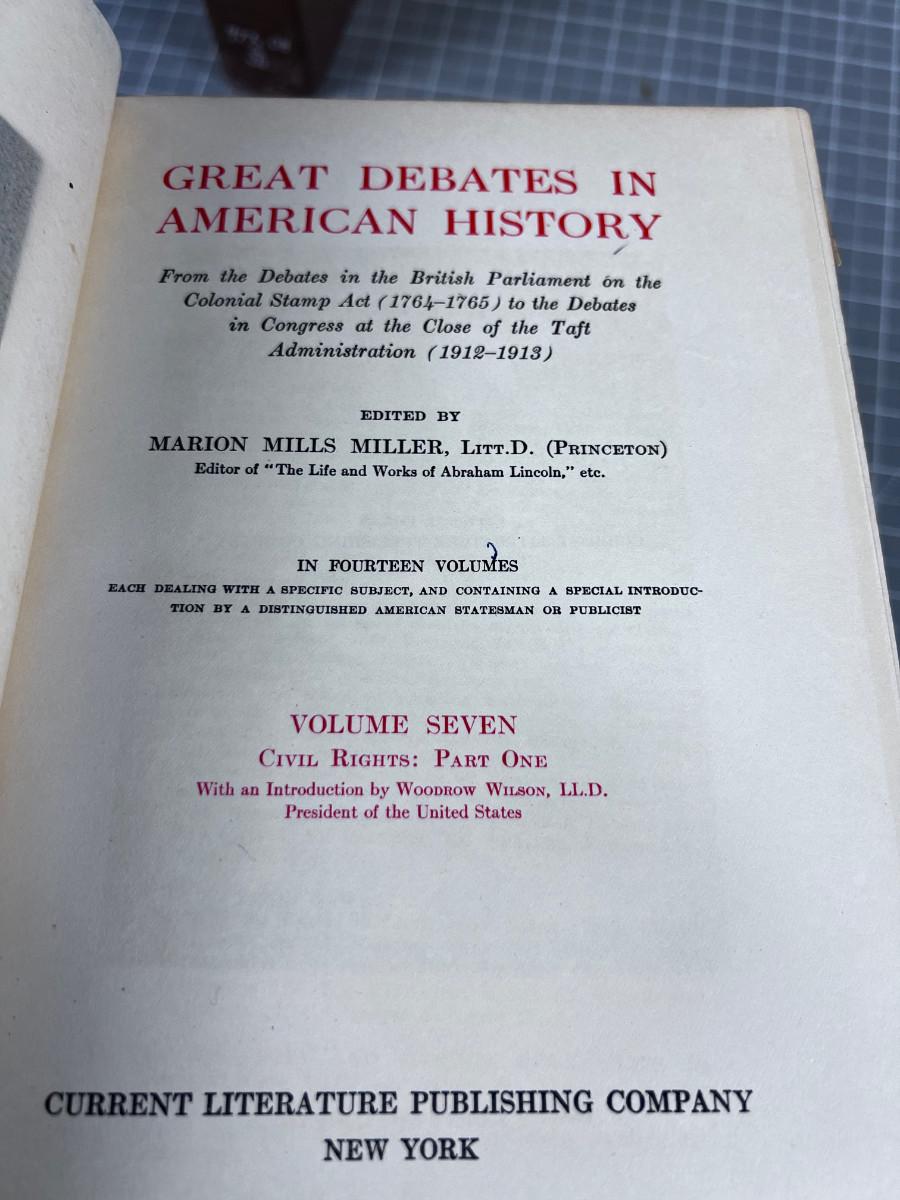 GREAT DEBATES IN
AMERICAN HISTORY
From the Debates in the British Parliament on the
Colonial Stamp Act (1764–1765) to the Debates
in Congress at the Close of the Taft
Administration (1912–1913)
EDITED BY
MARION MILLS MILLER, LITT.D. (PRINCETON)
Editor of “The Life and Works of Abraham Lincoln,” etc.
IN FOURTEEN VOLUMES
EACH DEALING WITH A SPECIFIC SUBJECT, AND CONTAINING A SPECIAL INTRODUC-
TION BY A DISTINGUISHED AMERICAN STATESMAN OR PUBLICIST
VOLUME SEVEN
CIVIL RIGHTS: PART ONE
With an Introduction by WOODROW WILSON, LL.D.
President of the United States
CURRENT LITERATURE PUBLISHING COMPANY
NEW YORK